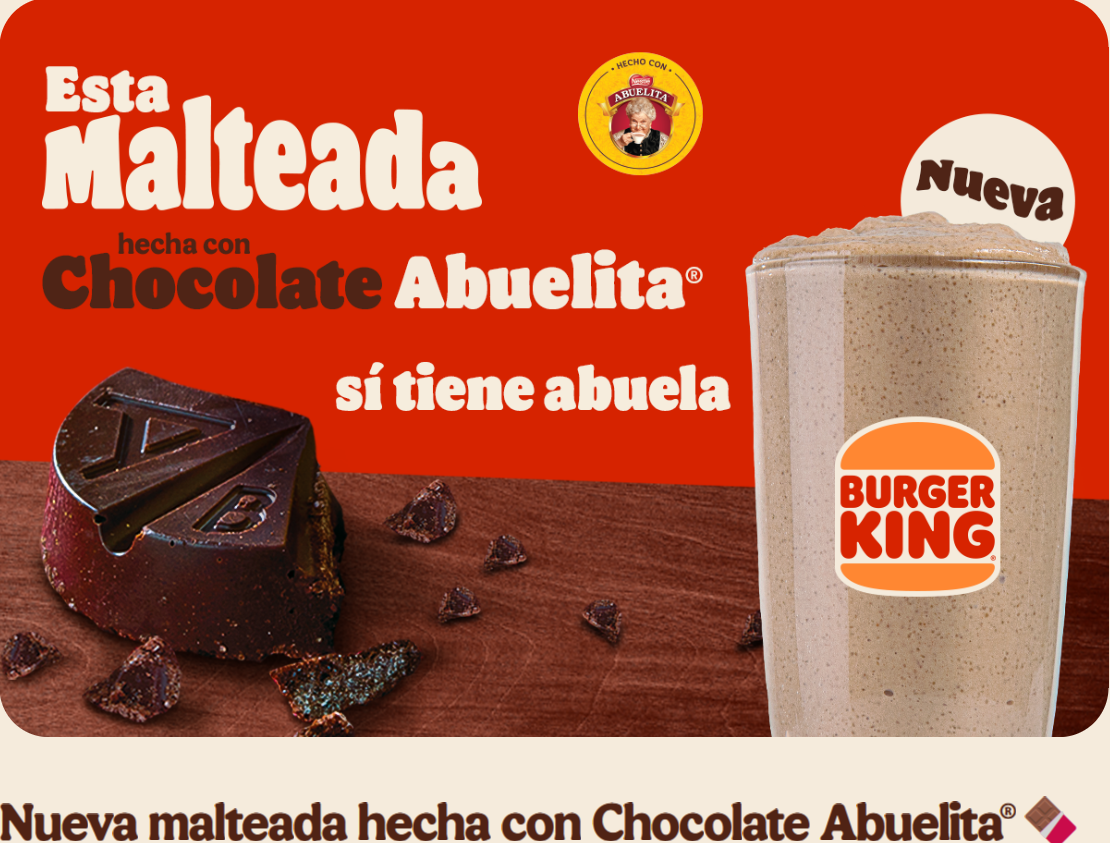 Esta
Malteada
hecha con
Chocolate Abuelita®
sí tiene abuela
• HECHO CON •
Nestlé
ABUELITA
Nueva
BURGER
KING®
A
B
Nueva malteada hecha con Chocolate Abuelita®